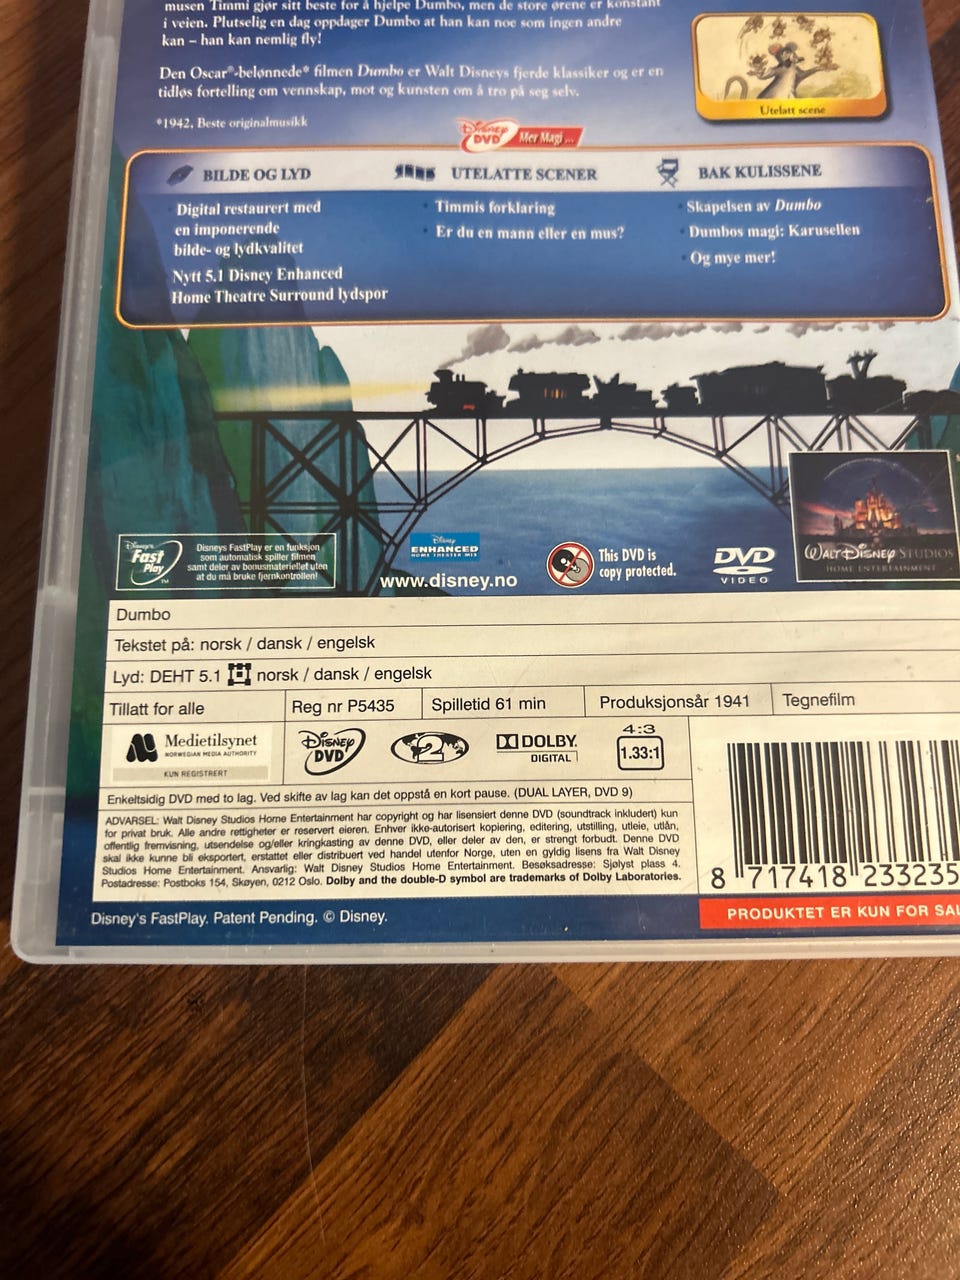 musen Timmi gjør sitt beste for å hjelpe Dumbo, men de store ørene er konstant
i veien. Plutselig en dag oppdager Dumbo at han kan noe som ingen andre
kan – han kan nemlig fly!
Den Oscar®-belønnede* filmen Dumbo er Walt Disneys fjerde klassiker og er en
tidløs fortelling om vennskap, mot og kunsten om å tro på seg selv.
*1942, Beste originalmusikk
Utelatt scene
Disney DVD Mer Magi...
BILDE OG LYD
Digital restaurert med
en imponerende
bilde- og lydkvalitet
Nytt 5.1 Disney Enhanced
Home Theatre Surround lydspor
UTELATTE SCENER
Timmis forklaring
Er du en mann eller en mus?
BAK KULISSENE
Skapelsen av Dumbo
Dumbos magi: Karusellen
Og mye mer!
Disney's
Fast
Play
TM
Disneys FastPlay er en funksjon
som automatisk spiller filmen
samt deler av bonusmateriellet uten
at du må bruke fjernkontrollen!
Disney
ENHANCED
HOME THEATER MIX
www.disney.no
This DVD is
copy protected.
DVD
VIDEO
WALT DISNEY STUDIOS
HOME ENTERTAINMENT
Dumbo
Tekstet på: norsk / dansk / engelsk
Lyd: DEHT 5.1 norsk / dansk / engelsk
Tillatt for alle
Reg nr P5435
Spilletid 61 min
Produksjonsår 1941
Tegnefilm
Medietilsynet
NORWEGIAN MEDIA AUTHORITY
KUN REGISTRERT
Disney
DVD
2
DOLBY
DIGITAL
4:3
1.33:1
Enkeltsidig DVD med to lag. Ved skifte av lag kan det oppstå en kort pause. (DUAL LAYER, DVD 9)
ADVARSEL: Walt Disney Studios Home Entertainment har copyright og har lisensiert denne DVD (soundtrack inkludert) kun
for privat bruk. Alle andre rettigheter er reservert eieren. Enhver ikke-autorisert kopiering, editering, utstilling, utleie, utlån,
offentlig fremvisning, utsendelse og/eller kringkasting av denne DVD, eller deler av den, er strengt forbudt. Denne DVD
skal ikke kunne bli eksportert, erstattet eller distribuert ved handel utenfor Norge, uten en gyldig lisens fra Walt Disney
Studios Home Entertainment. Ansvarlig: Walt Disney Studios Home Entertainment. Besøksadresse: Sjølyst plass 4.
Postadresse: Postboks 154, Skøyen, 0212 Oslo. Dolby and the double-D symbol are trademarks of Dolby Laboratories.
8 717418 233235
PRODUKTET ER KUN FOR SAL
Disney's FastPlay. Patent Pending. © Disney.